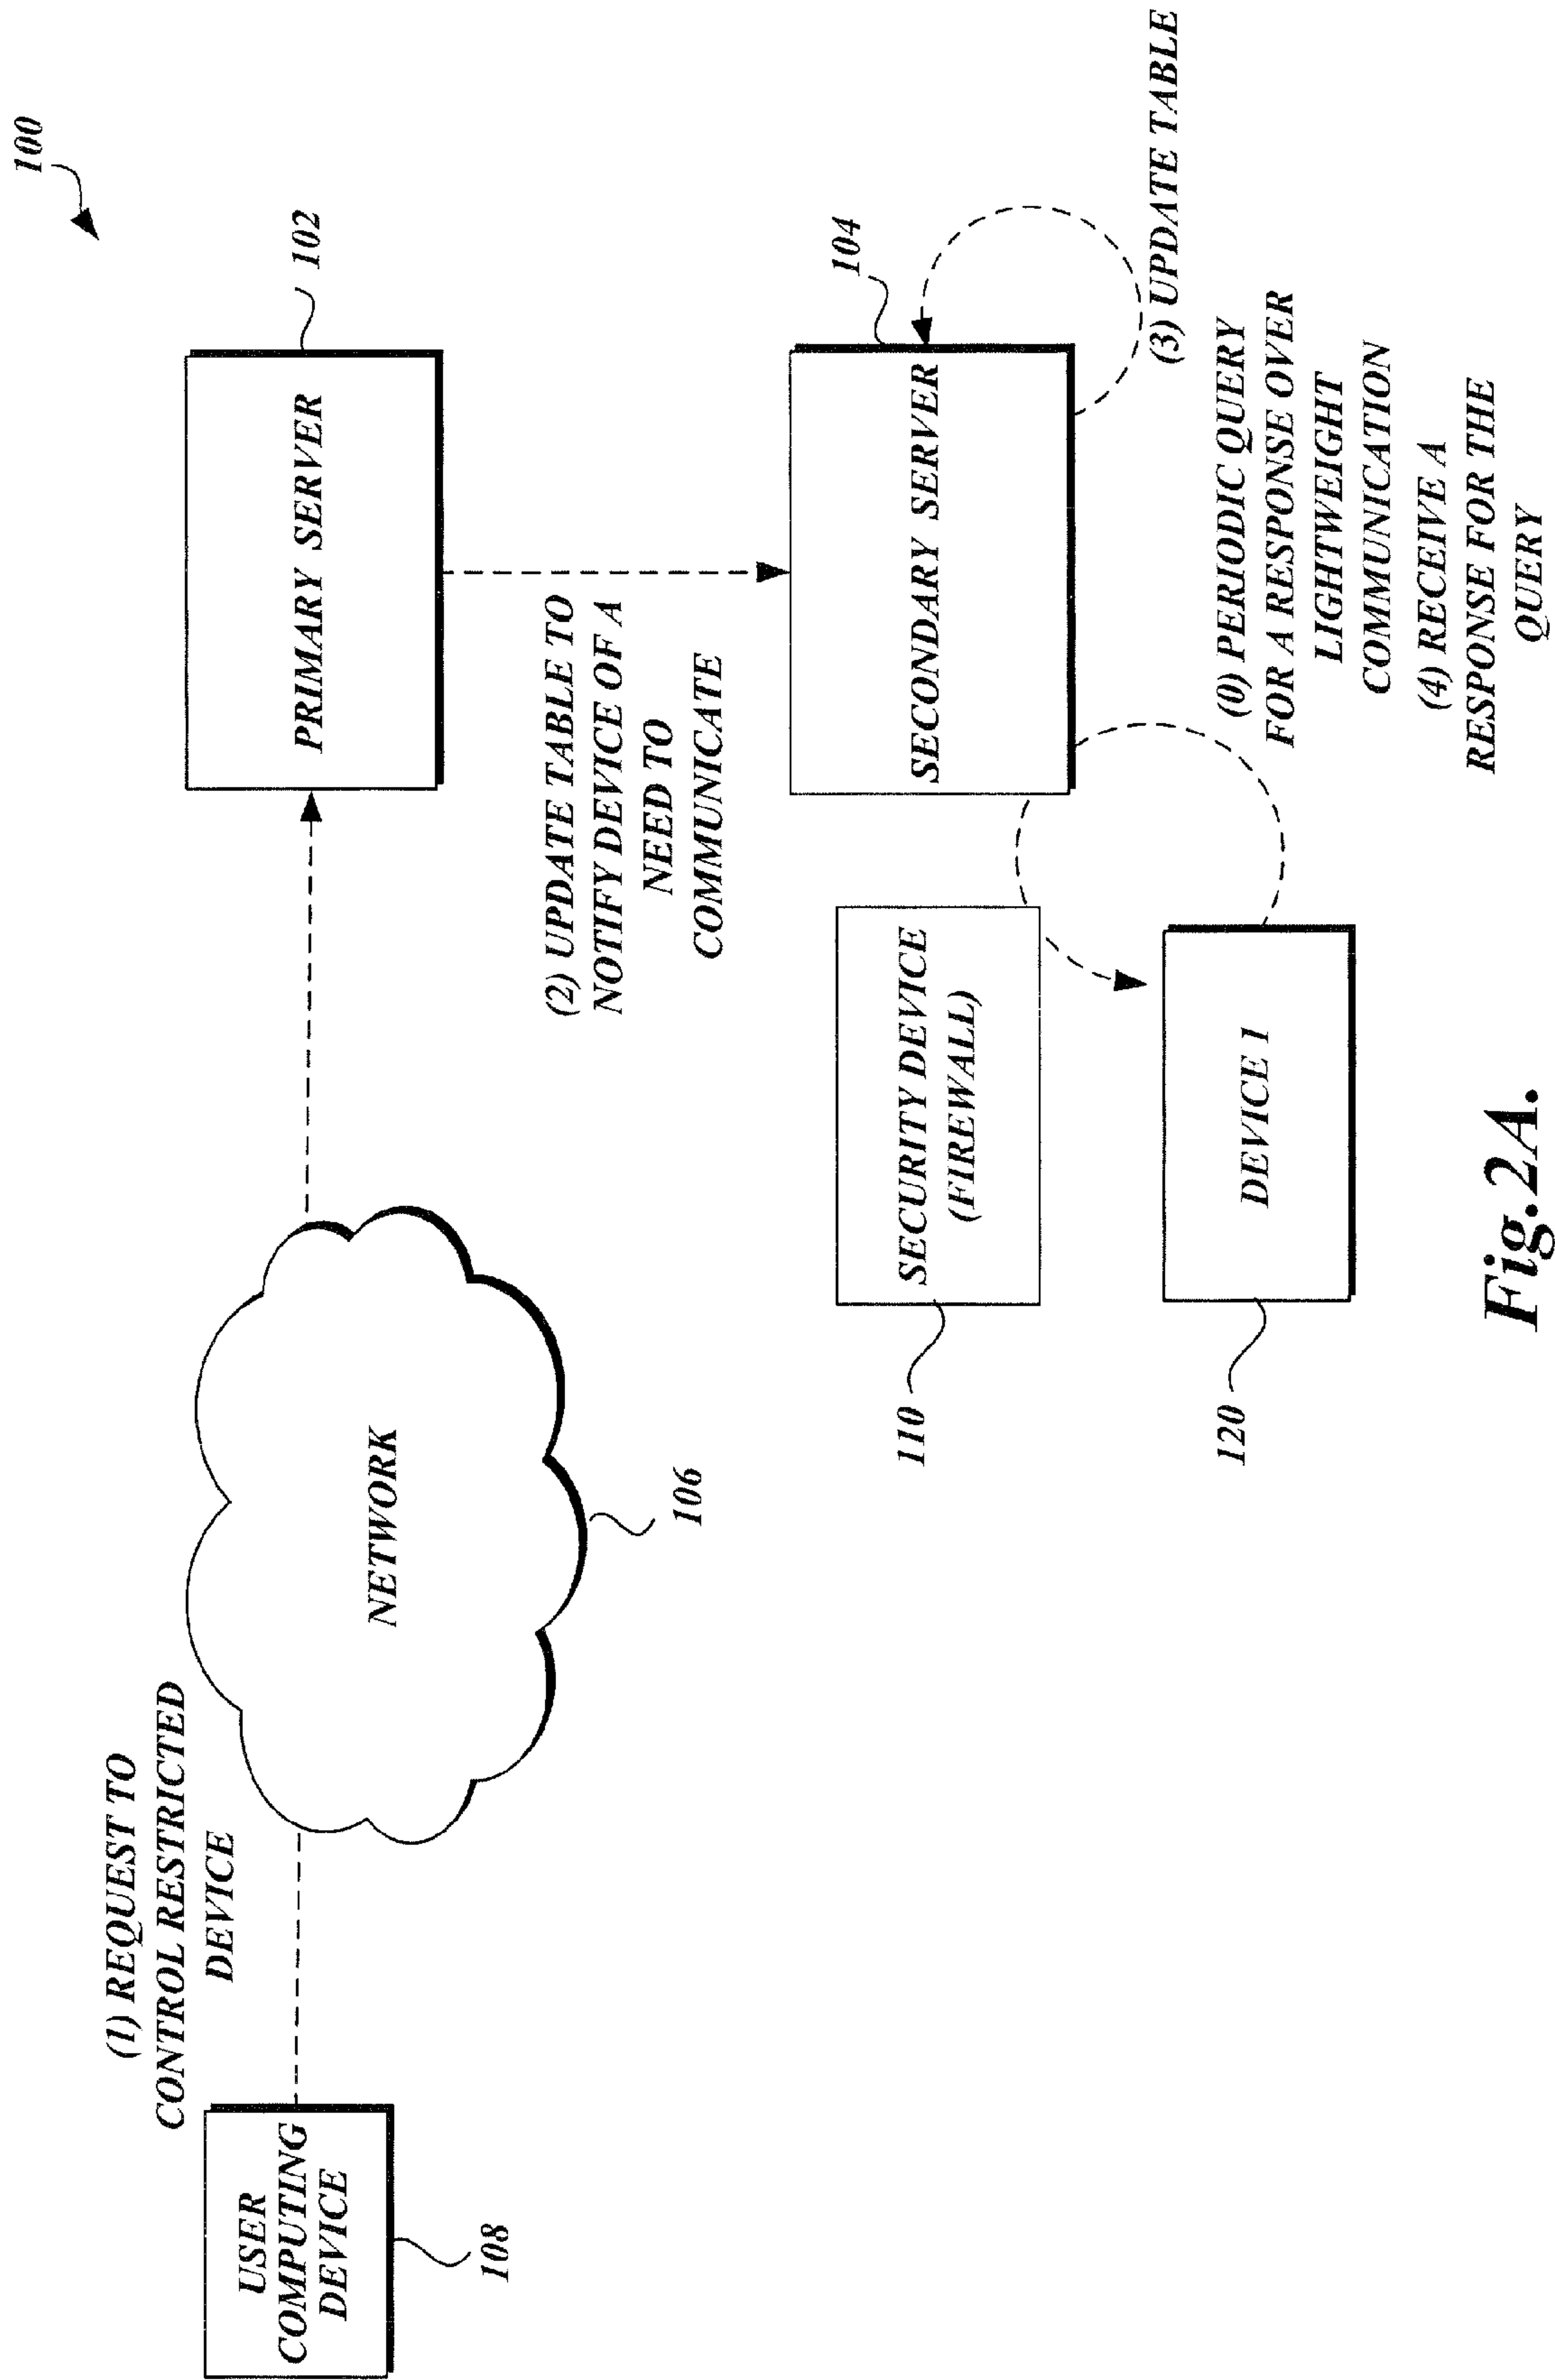 100
(1) REQUEST TO
CONTROL RESTRICTED
DEVICE
USER
COMPUTING
DEVICE
108
NETWORK
106
PRIMARY SERVER
102
(2) UPDATE TABLE TO
NOTIFY DEVICE OF A
NEED TO
COMMUNICATE
SECONDARY SERVER
104
(3) UPDATE TABLE
SECURITY DEVICE
(FIREWALL)
110
DEVICE 1
120
(0) PERIODIC QUERY
FOR A RESPONSE OVER
LIGHTWEIGHT
COMMUNICATION
(4) RECEIVE A
RESPONSE FOR THE
QUERY
Fig.2A.